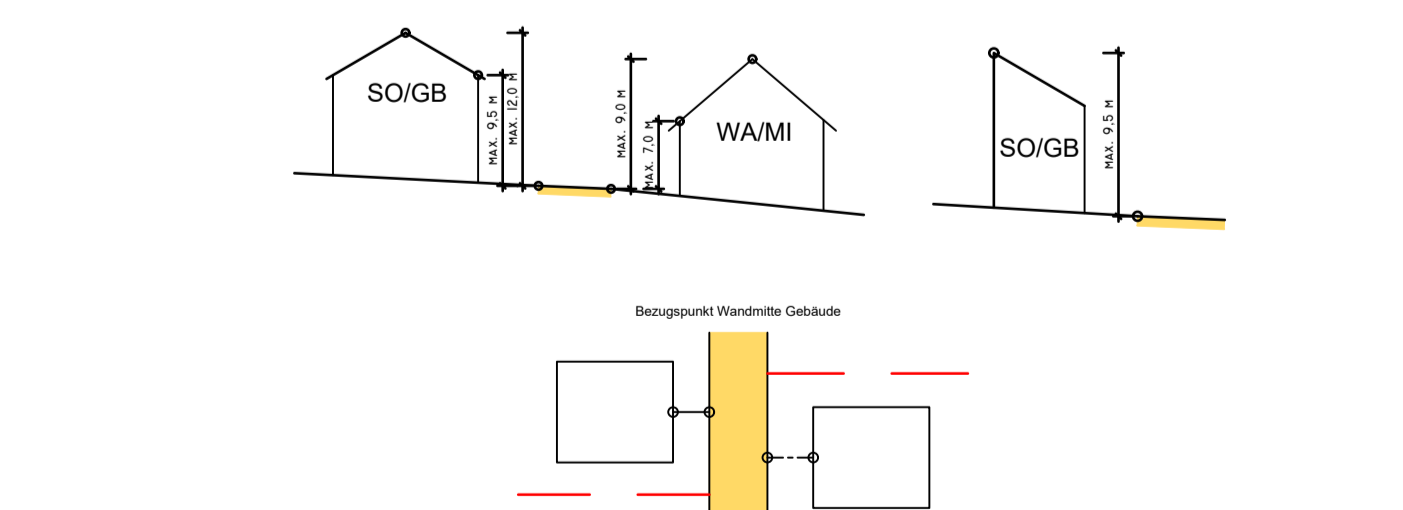 SO/GB
MAX. 9,5 M
MAX. 12,0 M
MAX. 9,0 M
MAX. 7,0 M
WA/MI
SO/GB
MAX. 9,5 M
Bezugspunkt Wandmitte Gebäude